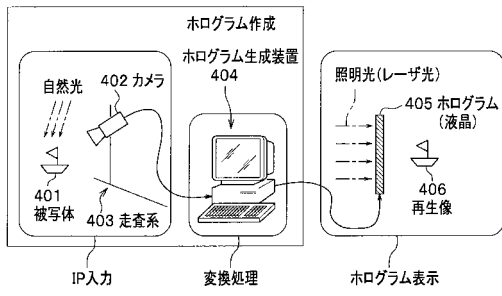 ホログラム作成
自然光
402 カメラ
401
被写体
403 走査系
IP入力
ホログラム生成装置
404
変換処理
照明光(レーザ光)
405 ホログラム
(液晶)
406
再生像
ホログラム表示